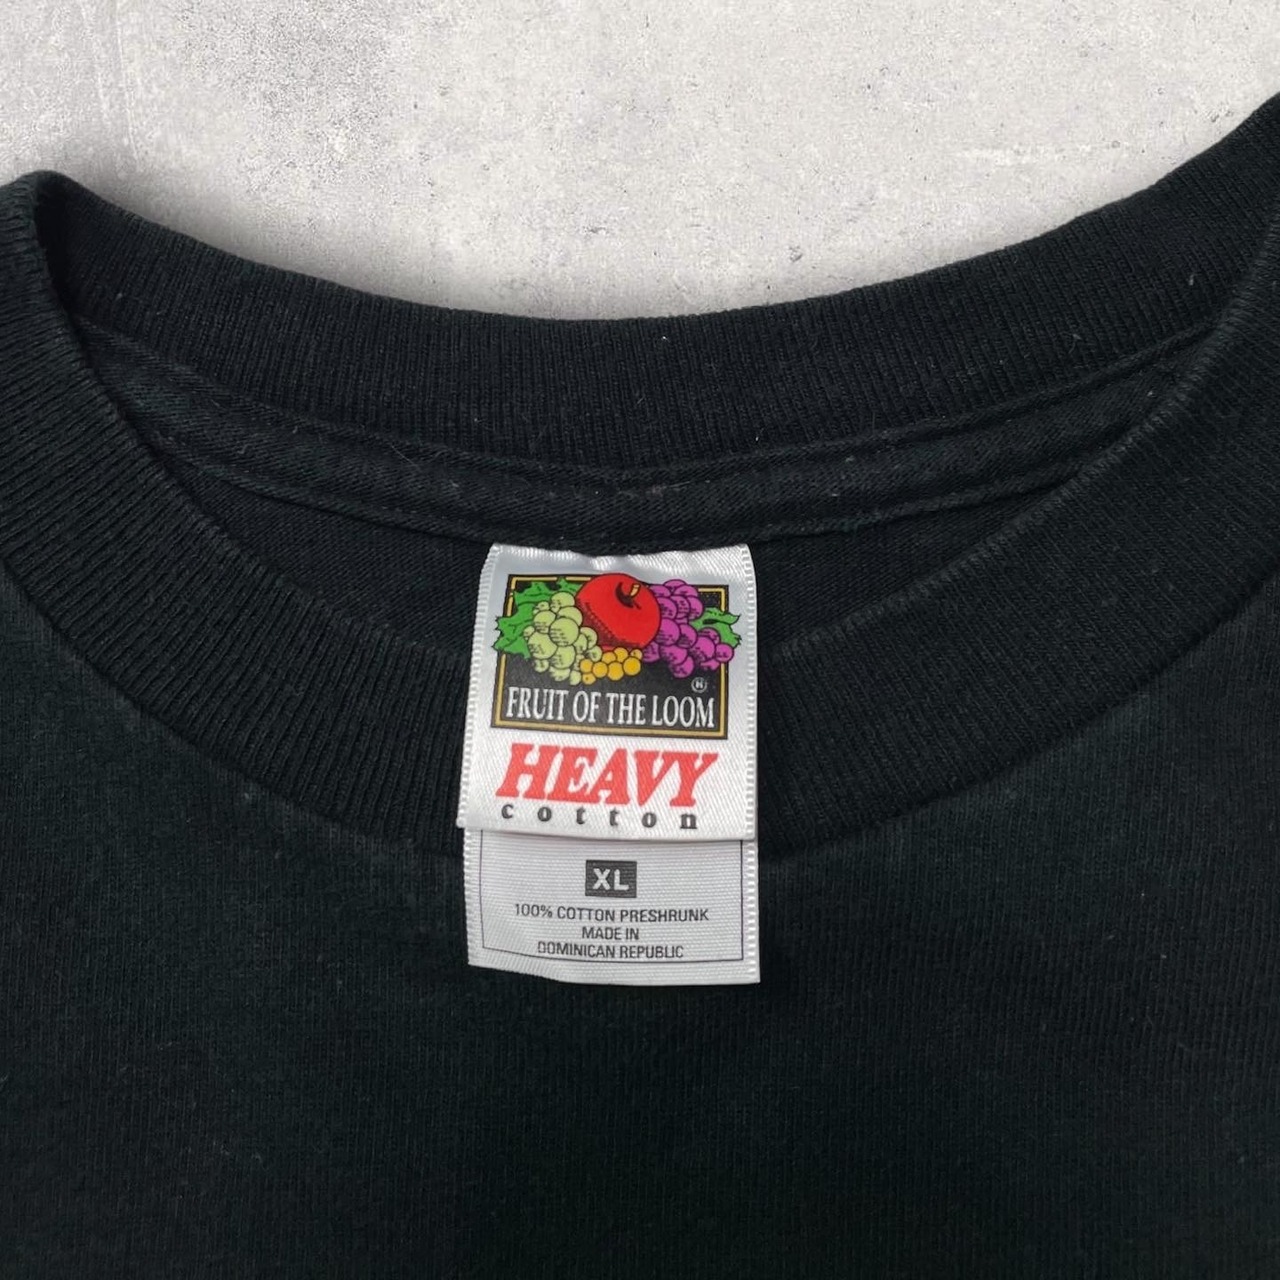 ®
FRUIT OF THE LOOM
HEAVY
cotton
XL
100% COTTON PRESHRUNK
MADE IN
DOMINICAN REPUBLIC